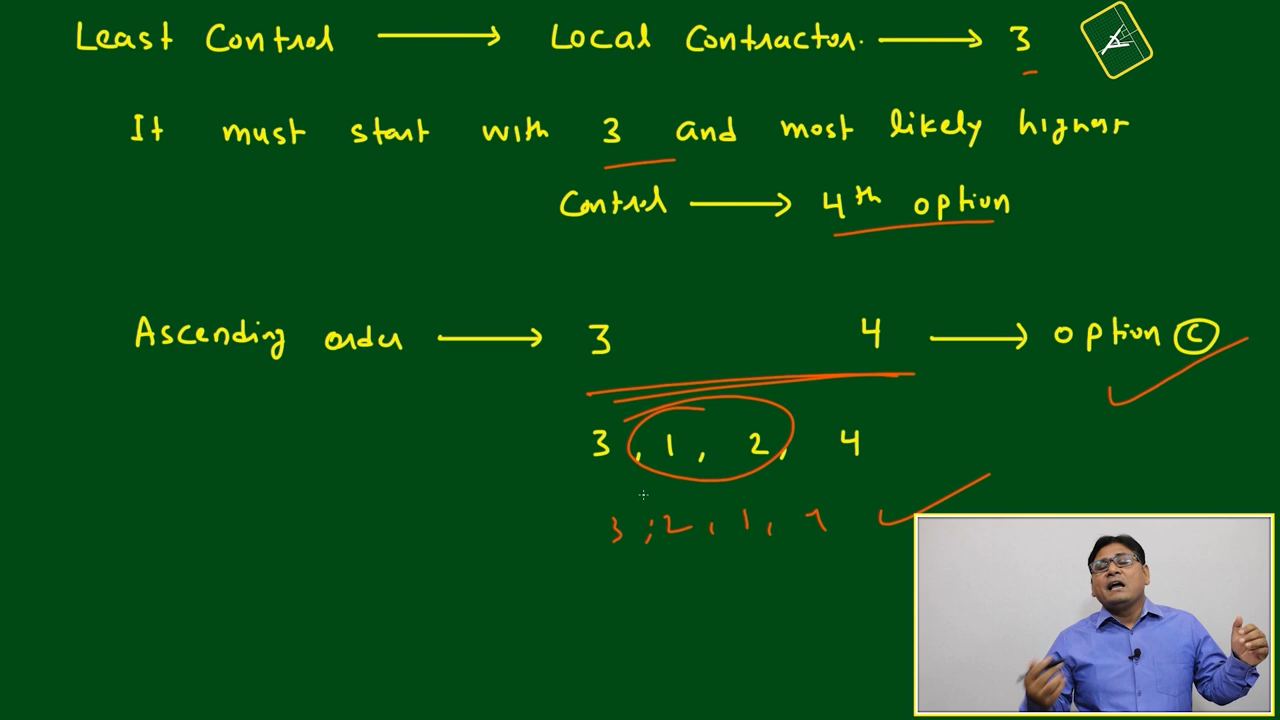 Least Control → Local Contractor. → 3
It must start with 3 and most likely higher
Control → 4th option
Ascending order → 3 4 → option C
3, 1, 2, 4
3; 2, 1, 4